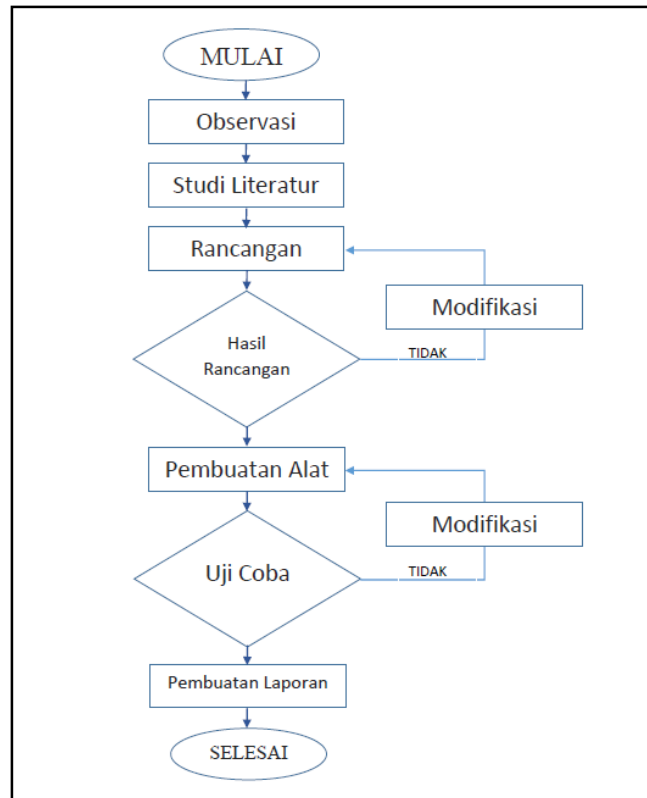 MULAI
Observasi
Studi Literatur
Rancangan
Modifikasi
Hasil
Rancangan
TIDAK
Pembuatan Alat
Modifikasi
Uji Coba
TIDAK
Pembuatan Laporan
SELESAI